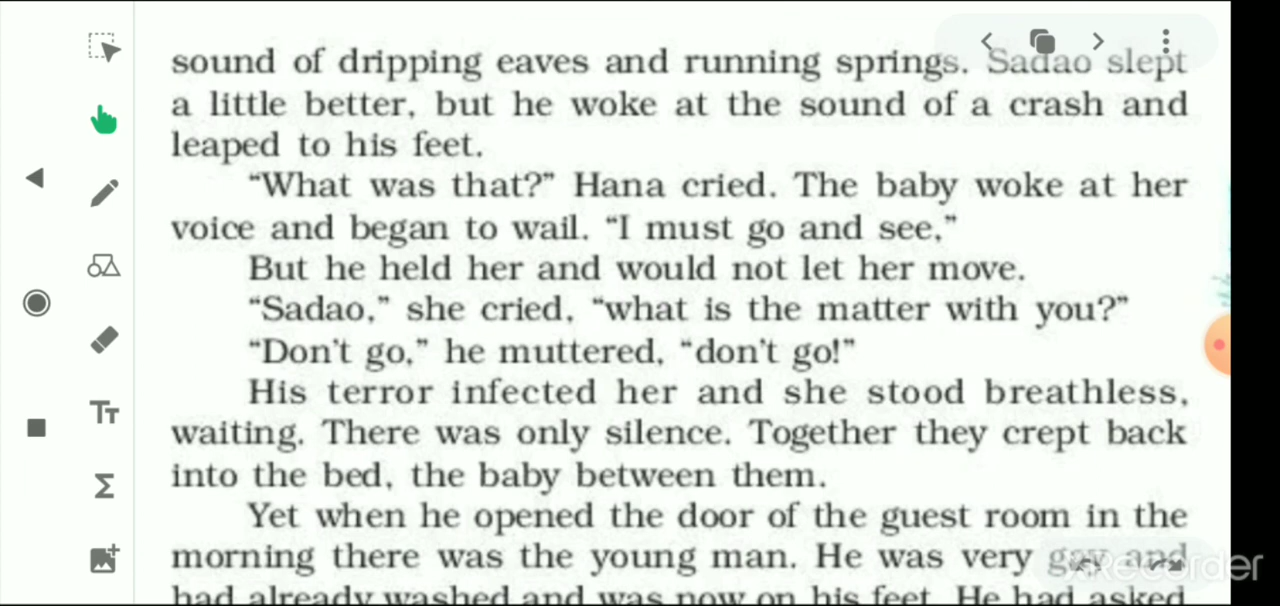 sound of dripping eaves and running springs. Sadao slept
a little better, but he woke at the sound of a crash and
leaped to his feet.
“What was that?” Hana cried. The baby woke at her
voice and began to wail. “I must go and see,”
But he held her and would not let her move.
“Sadao,” she cried, “what is the matter with you?”
“Don’t go,” he muttered, “don’t go!”
His terror infected her and she stood breathless,
waiting. There was only silence. Together they crept back
into the bed, the baby between them.
Yet when he opened the door of the guest room in the
morning there was the young man. He was very gay and
had already washed and was now on his feet. He had asked